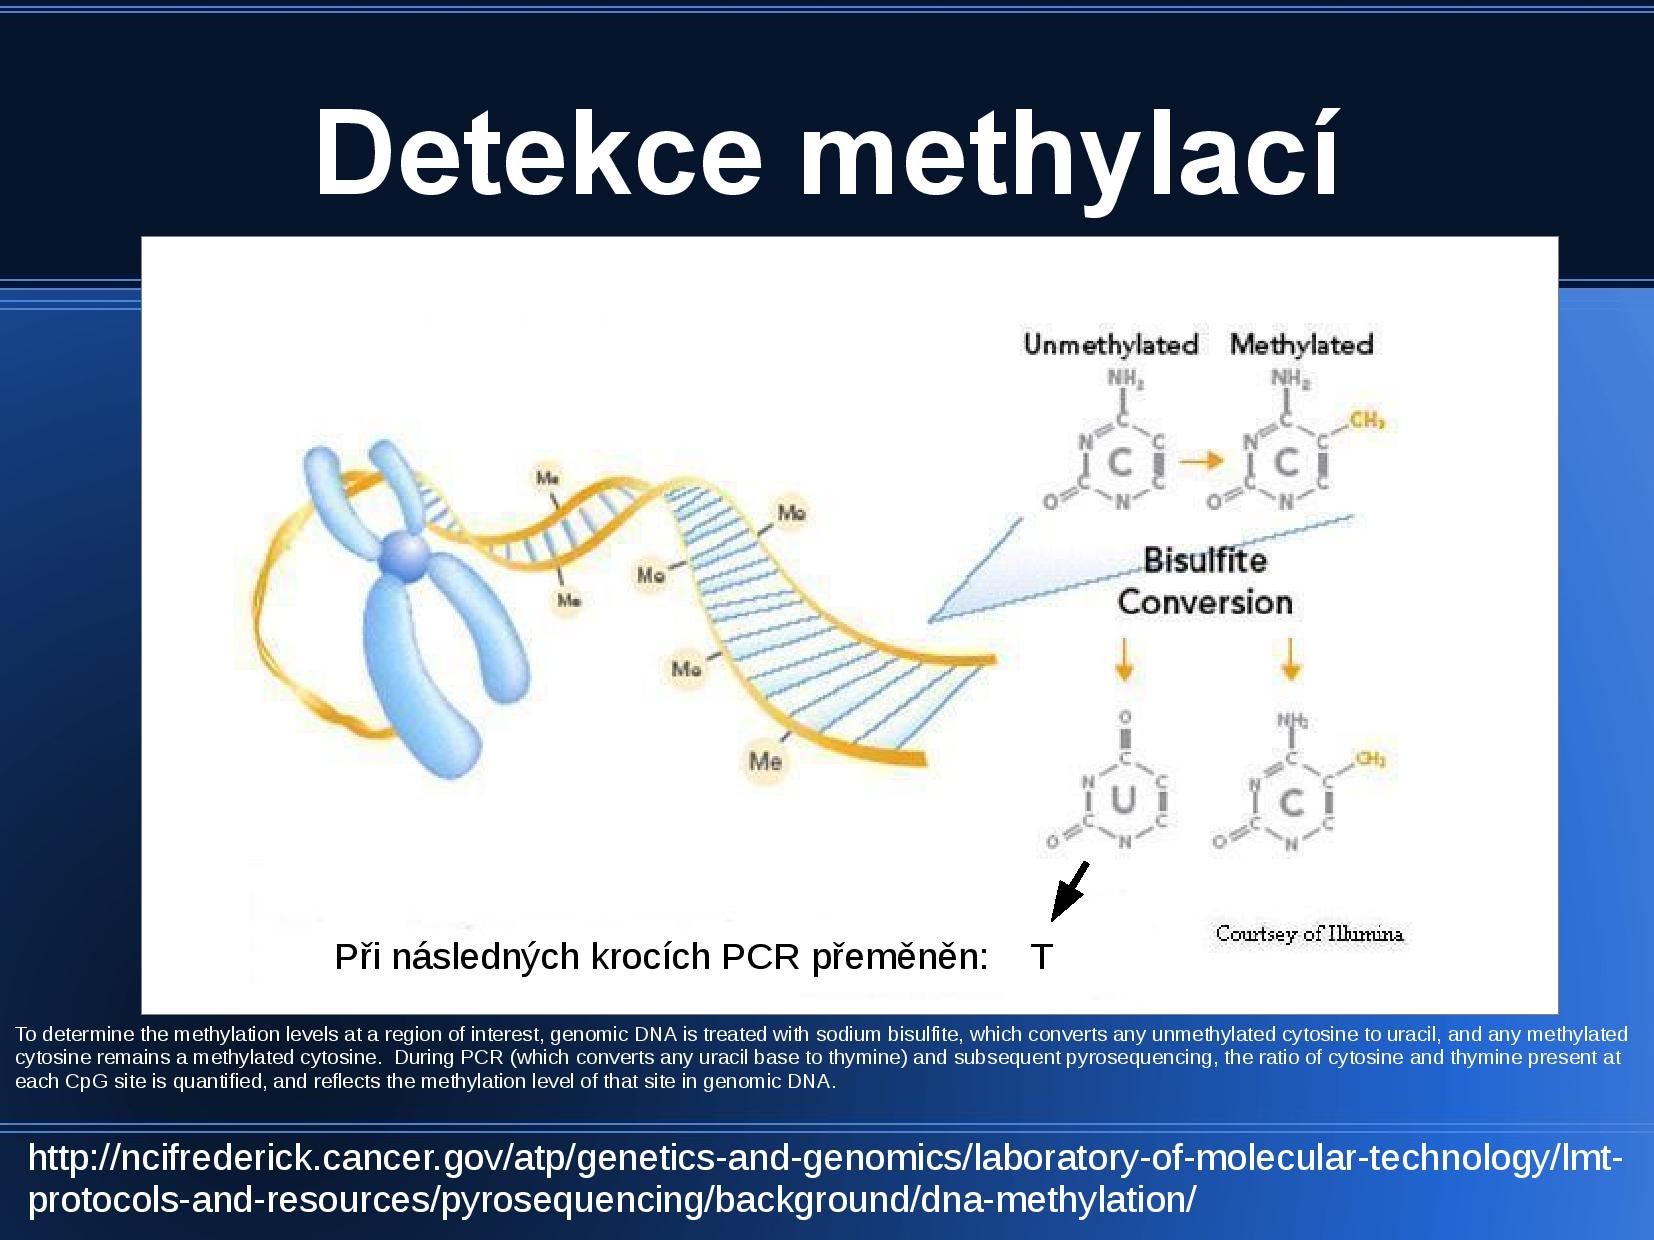 Detekce methylací
Unmethylated Methylated
NH₂ NH₂
C C CH₃
N C N C
C C
C C C C
O N O N
Me
Me
Me
Me
Me
Me
Bisulfite
Conversion
O NH₂
C C CH₃
N C N C
U C
C C C C
O N O N
Courtsey of Illumina
Při následných krocích PCR přeměněn: T
To determine the methylation levels at a region of interest, genomic DNA is treated with sodium bisulfite, which converts any unmethylated cytosine to uracil, and any methylated
cytosine remains a methylated cytosine.  During PCR (which converts any uracil base to thymine) and subsequent pyrosequencing, the ratio of cytosine and thymine present at
each CpG site is quantified, and reflects the methylation level of that site in genomic DNA.
http://ncifrederick.cancer.gov/atp/genetics-and-genomics/laboratory-of-molecular-technology/lmt-
protocols-and-resources/pyrosequencing/background/dna-methylation/